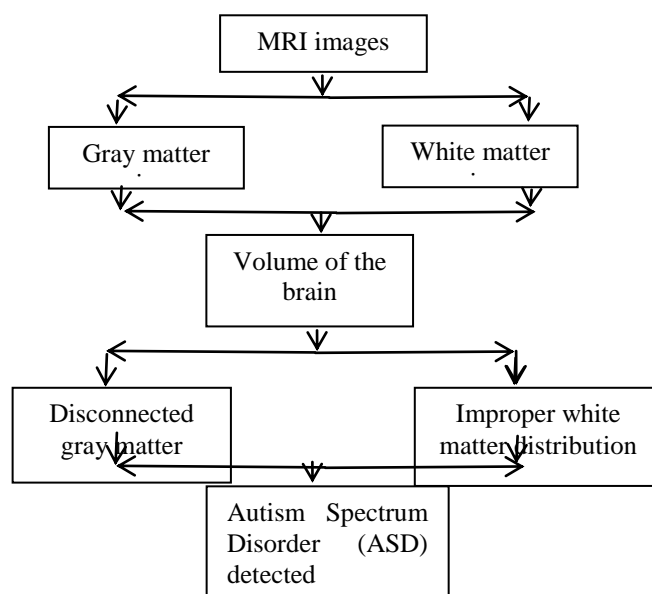 MRI images
Gray matter
White matter
Volume of the
brain
Disconnected
gray matter
Improper white
matter distribution
Autism Spectrum
Disorder (ASD)
detected